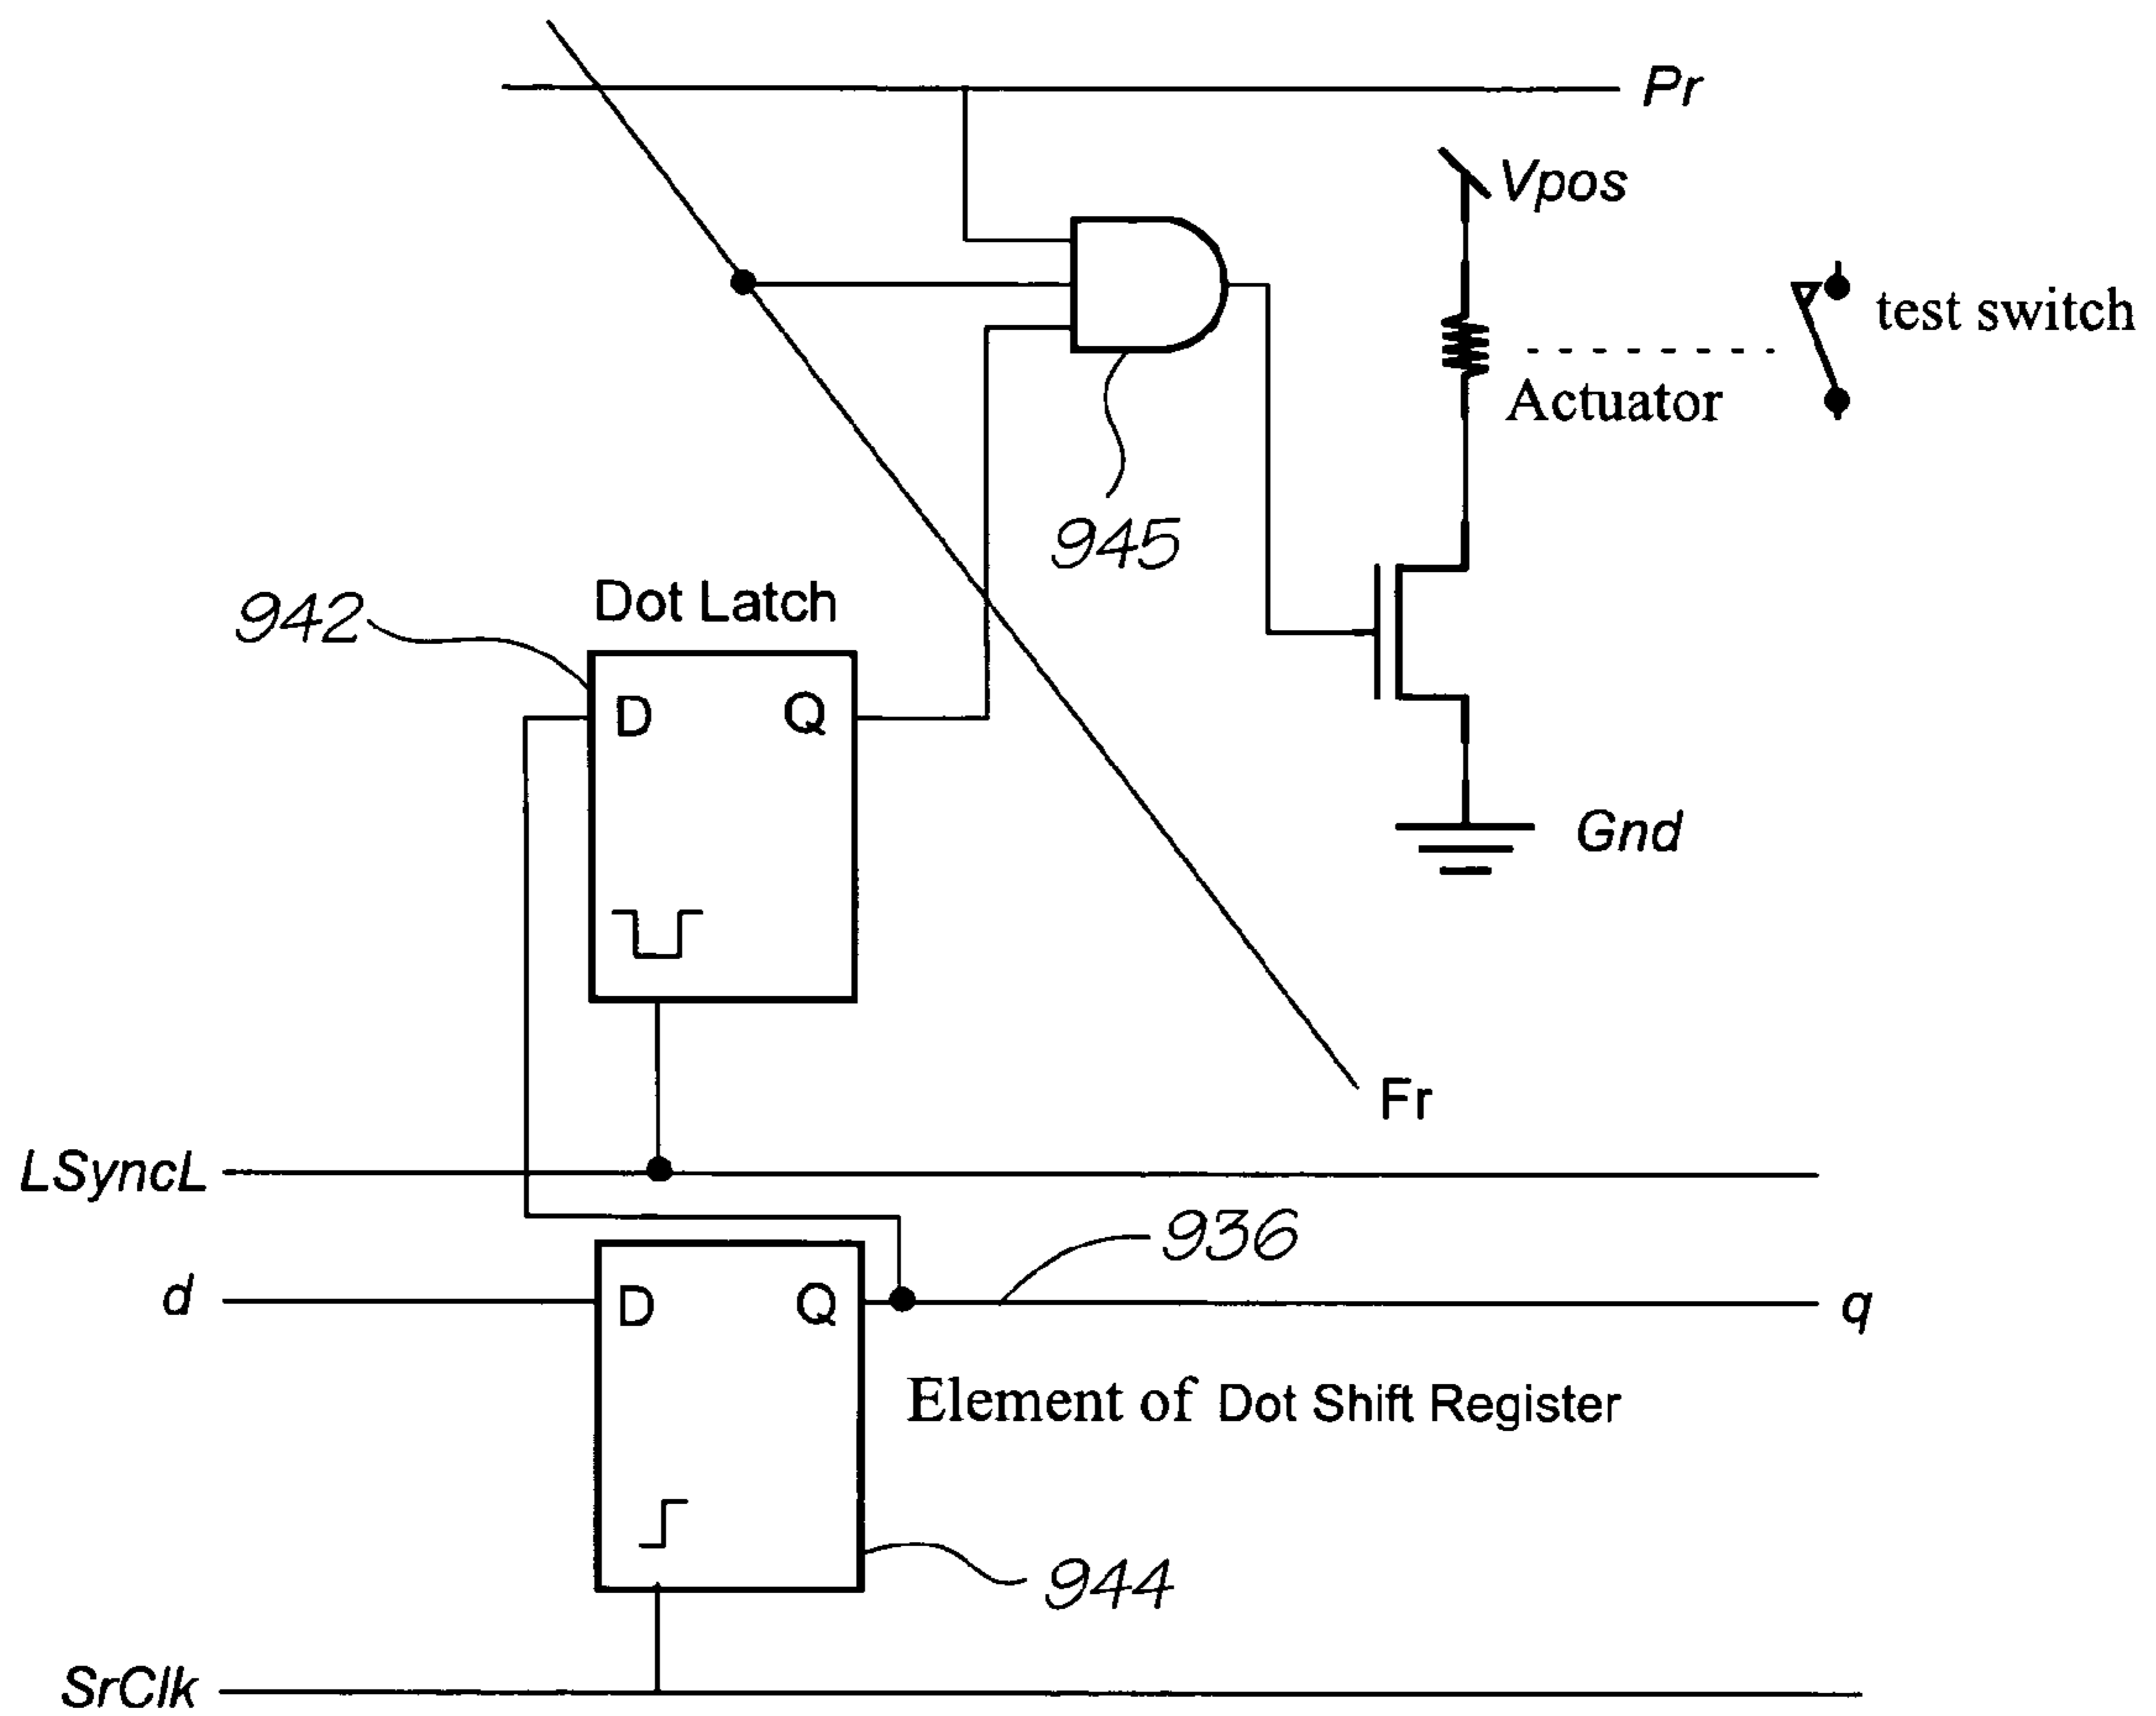 Pr
Vpos
test switch
Actuator
945
Dot Latch
942
D Q
Gnd
Fr
LSyncL
936
d D Q q
Element of Dot Shift Register
944
SrClk